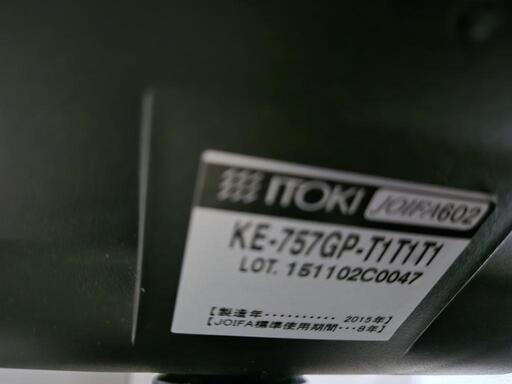 ITOKI JOIFA602
KE-757GP-T1T1T1
LOT. 151102C0047
【製造年・・・・・・・・・・ 2015年】
【JOIFA標準使用期間・・・8年】